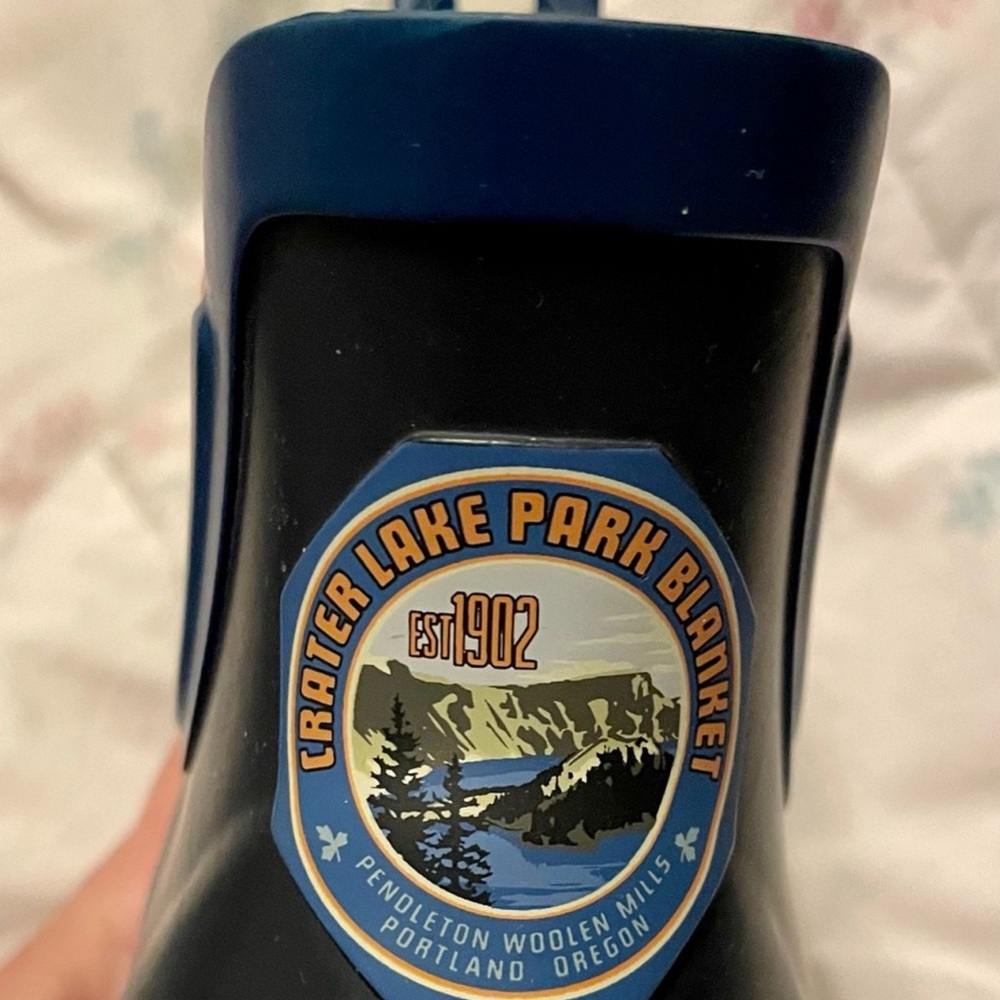 CRATER LAKE PARK BLANKET
EST 1902
PENDLETON WOOLEN MILLS
PORTLAND OREGON